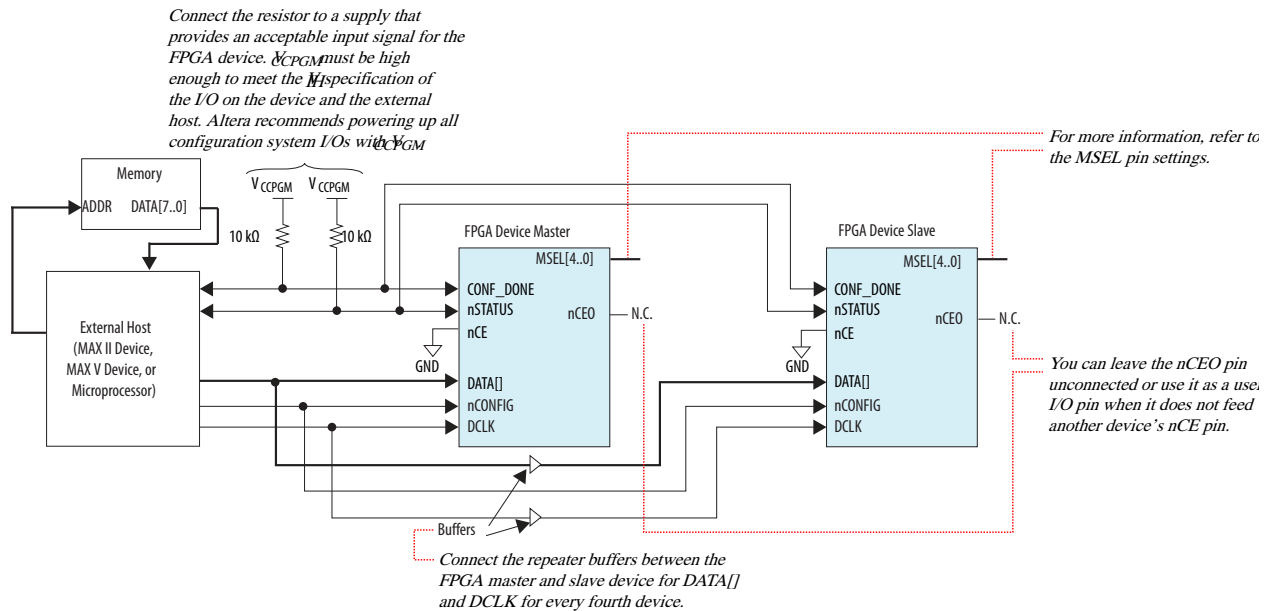 Connect the resistor to a supply that
provides an acceptable input signal for the
FPGA device. VCCPGM must be high
enough to meet the VIH specification of
the I/O on the device and the external
host. Altera recommends powering up all
configuration system I/Os with VCCPGM
For more information, refer to
the MSEL pin settings.
Memory
ADDR DATA[7..0]
V CCPGM V CCPGM
10 kΩ 10 kΩ
FPGA Device Master
MSEL[4..0]
CONF_DONE
nSTATUS
nCE
nCEO
N.C.
GND
DATA[]
nCONFIG
DCLK
FPGA Device Slave
MSEL[4..0]
CONF_DONE
nSTATUS
nCE
nCEO
N.C.
GND
DATA[]
nCONFIG
DCLK
External Host
(MAX II Device,
MAX V Device, or
Microprocessor)
You can leave the nCEO pin
unconnected or use it as a user
I/O pin when it does not feed
another device's nCE pin.
Buffers
Connect the repeater buffers between the
FPGA master and slave device for DATA[]
and DCLK for every fourth device.